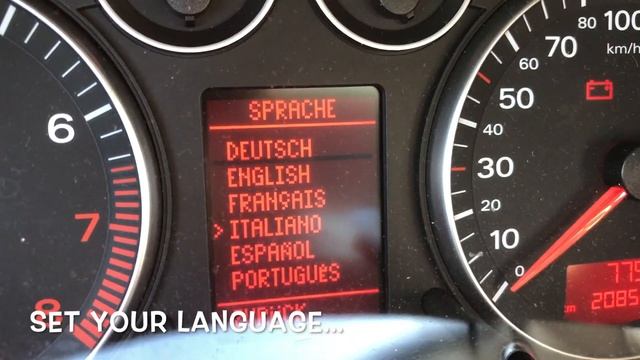 SPRACHE
DEUTSCH
ENGLISH
FRANÇAIS
ITALIANO
ESPAÑOL
PORTUGUÊS
6
7
8
80
100
70
km/h
60
50
40
30
20
10
0
SET YOUR LANGUAGE...